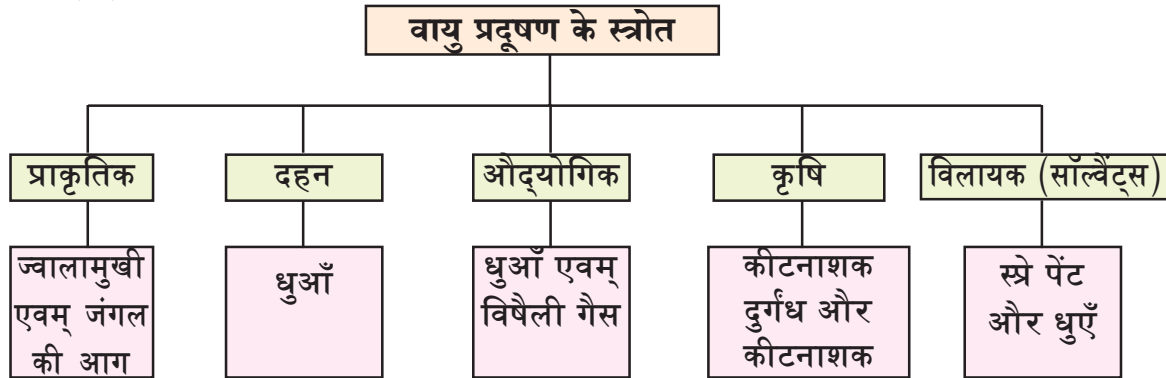 वायु प्रदूषण के स्त्रोत
प्राकृतिक
दहन
औद्‌योगिक
कृषि
विलायक (सॉल्वैंट्स)
ज्वालामुखी
एवम् जंगल
की आग
धुआँ
धुआँ एवम्
विषैली गैस
कीटनाशक
दुर्गंध और
कीटनाशक
स्प्रे पेंट
और धुएँ